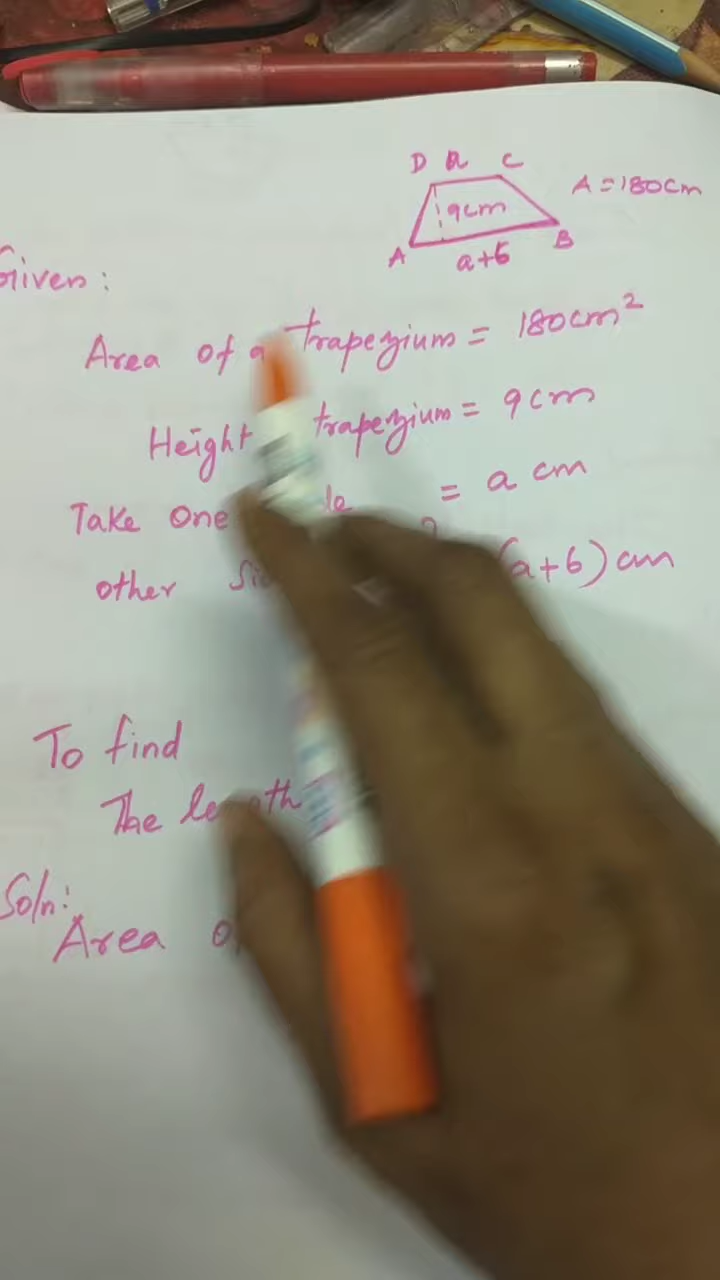 D a C
A = 180cm
9cm
A B
a+6
Given:
Area of a trapezium = 180cm²
Height trapezium = 9cm
Take one = a cm
other (a+6) cm
To find
The length
Soln:
Area